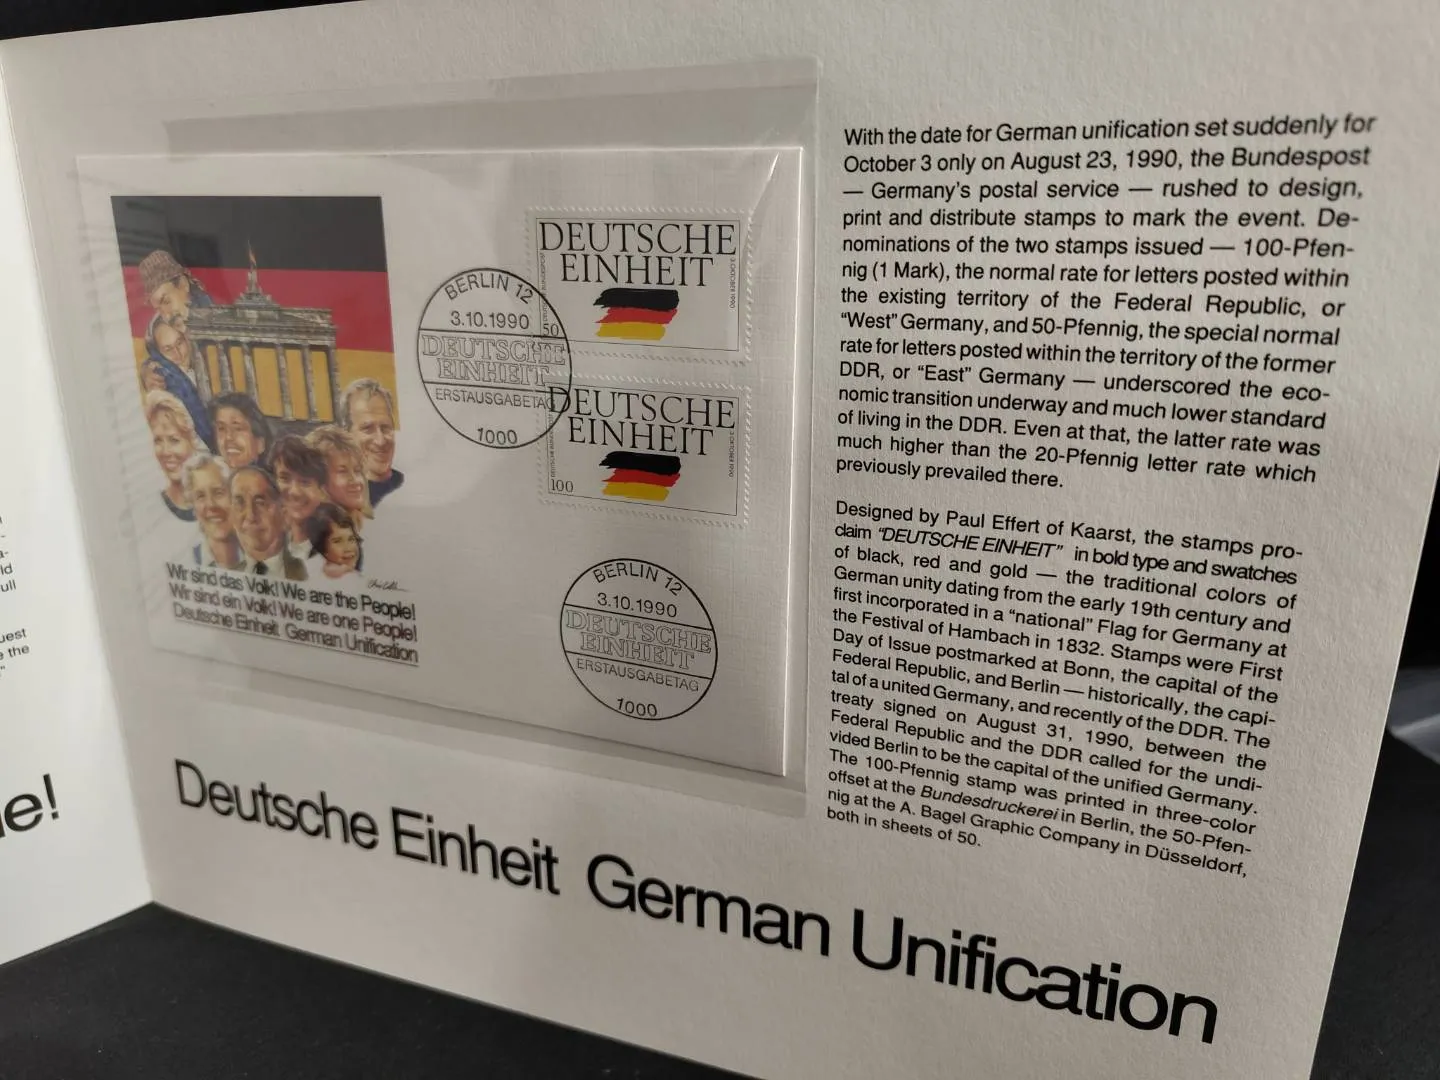 a-
ld
ull
uest
e the
e!
Wir sind das Volk! We are the People!
Wir sind ein Volk! We are one People!
Deutsche Einheit German Unification
BERLIN 12
3.10.1990
DEUTSCHE
EINHEIT
ERSTAUSGABETAG
1000
DEUTSCHE
EINHEIT
DEUTSCHE BUNDESPOST
50
3. OKTOBER 1990
DEUTSCHE
EINHEIT
DEUTSCHE BUNDESPOST
100
3. OKTOBER 1990
BERLIN 12
3.10.1990
DEUTSCHE
EINHEIT
ERSTAUSGABETAG
1000
Deutsche Einheit German Unification
With the date for German unification set suddenly for
October 3 only on August 23, 1990, the Bundespost
— Germany's postal service — rushed to design,
print and distribute stamps to mark the event. De-
nominations of the two stamps issued — 100-Pfen-
nig (1 Mark), the normal rate for letters posted within
the existing territory of the Federal Republic, or
“West” Germany, and 50-Pfennig, the special normal
rate for letters posted within the territory of the former
DDR, or “East” Germany — underscored the eco-
nomic transition underway and much lower standard
of living in the DDR. Even at that, the latter rate was
much higher than the 20-Pfennig letter rate which
previously prevailed there.
Designed by Paul Effert of Kaarst, the stamps pro-
claim “DEUTSCHE EINHEIT” in bold type and swatches
of black, red and gold — the traditional colors of
German unity dating from the early 19th century and
first incorporated in a “national” Flag for Germany at
the Festival of Hambach in 1832. Stamps were First
Day of Issue postmarked at Bonn, the capital of the
Federal Republic, and Berlin — historically, the capi-
tal of a united Germany, and recently of the DDR. The
treaty signed on August 31, 1990, between the
Federal Republic and the DDR called for the undi-
vided Berlin to be the capital of the unified Germany.
The 100-Pfennig stamp was printed in three-color
offset at the Bundesdruckerei in Berlin, the 50-Pfen-
nig at the A. Bagel Graphic Company in Düsseldorf,
both in sheets of 50.